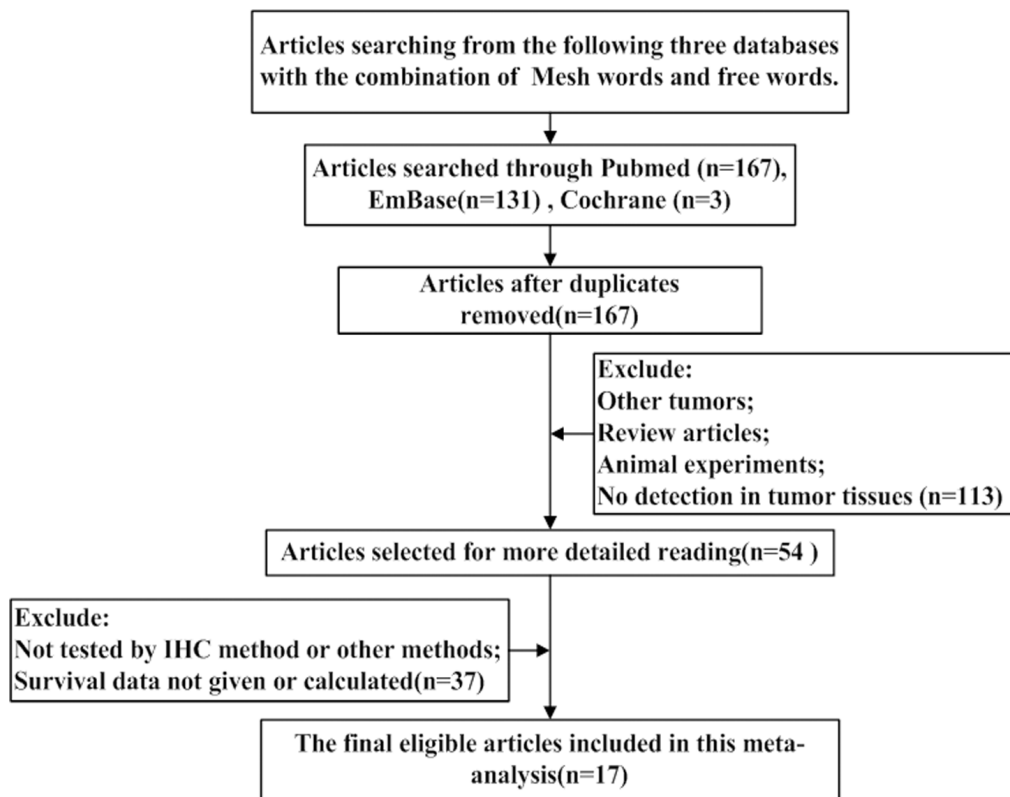 Articles searching from the following three databases
with the combination of Mesh words and free words.
Articles searched through Pubmed (n=167),
EmBase(n=131) , Cochrane (n=3)
Articles after duplicates
removed(n=167)
Exclude:
Other tumors;
Review articles;
Animal experiments;
No detection in tumor tissues (n=113)
Articles selected for more detailed reading(n=54 )
Exclude:
Not tested by IHC method or other methods;
Survival data not given or calculated(n=37)
The final eligible articles included in this meta-
analysis(n=17)